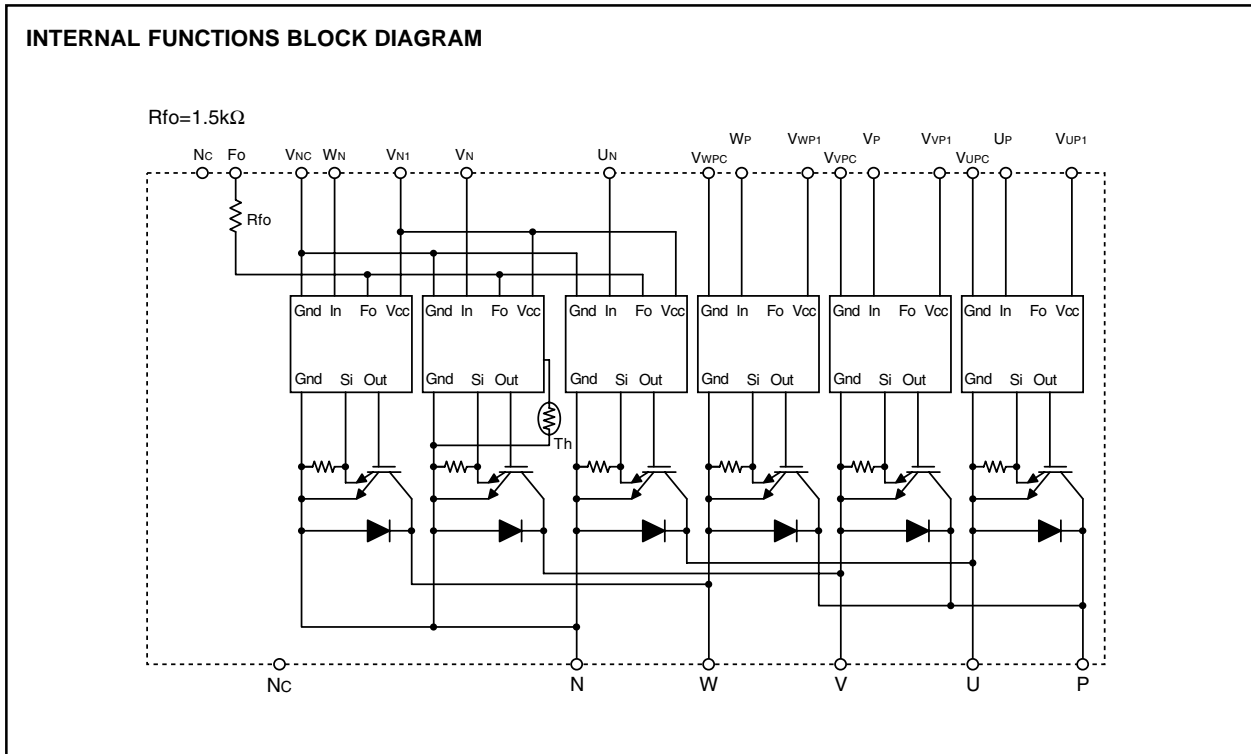 INTERNAL FUNCTIONS BLOCK DIAGRAM
Rfo=1.5kΩ
WP VWP1 VP VVP1 UP VUP1
NC Fo VNC WN VN1 VN UN VWPC VVPC VUPC
Rfo
Gnd In Fo Vcc Gnd In Fo Vcc Gnd In Fo Vcc Gnd In Fo Vcc Gnd In Fo Vcc Gnd In Fo Vcc
Gnd Si Out Gnd Si Out Gnd Si Out Gnd Si Out Gnd Si Out Gnd Si Out
Th
NC N W V U P